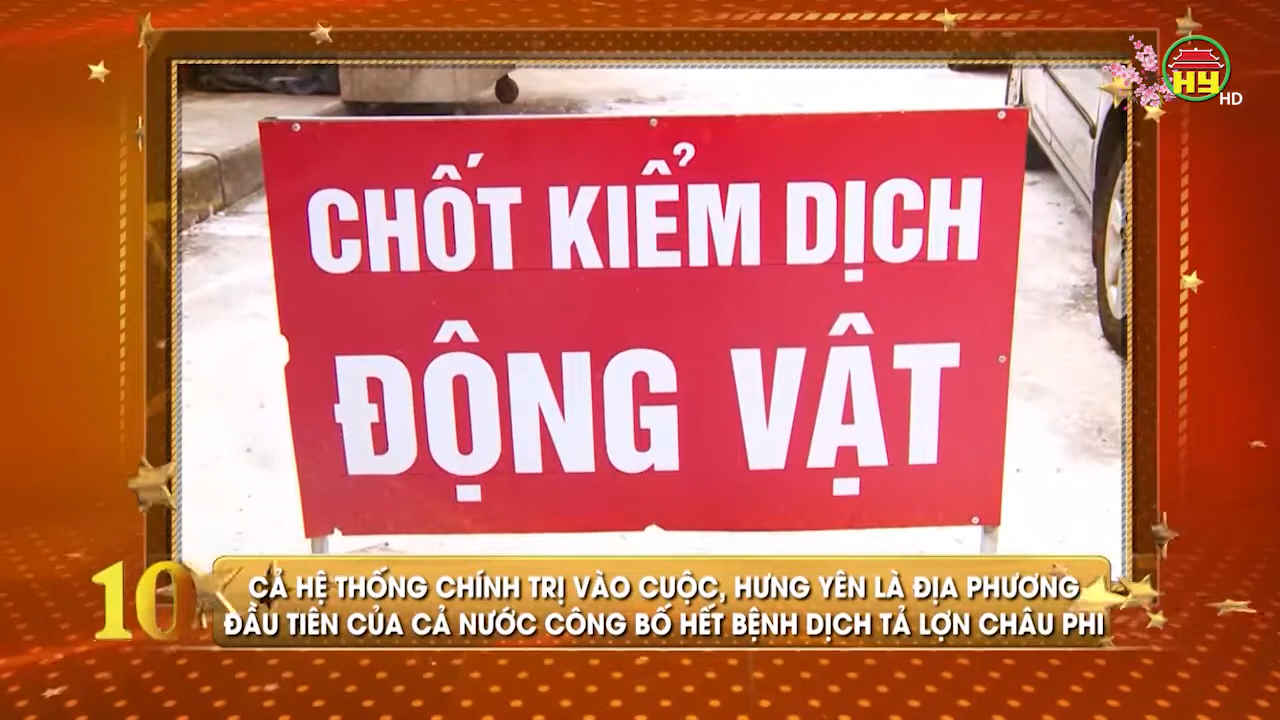 HY
HD
CHỐT KIỂM DỊCH
ĐỘNG VẬT
10
CẢ HỆ THỐNG CHÍNH TRỊ VÀO CUỘC, HƯNG YÊN LÀ ĐỊA PHƯƠNG
ĐẦU TIÊN CỦA CẢ NƯỚC CÔNG BỐ HẾT BỆNH DỊCH TẢ LỢN CHÂU PHI